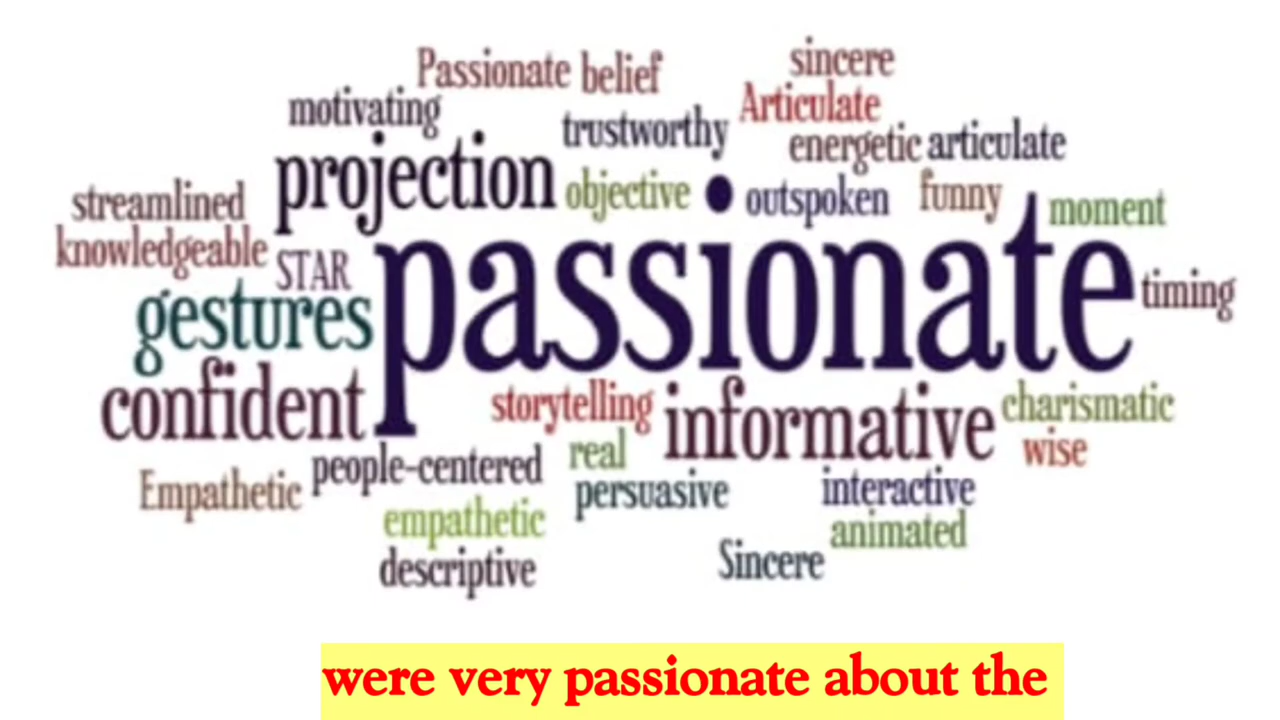 Passionate belief sincere
motivating trustworthy Articulate
projection energetic articulate
streamlined objective • outspoken funny moment
knowledgeable STAR passionate timing
gestures
confident storytelling informative charismatic
Empathetic people-centered real wise
persuasive interactive
empathetic animated
descriptive Sincere
were very passionate about the